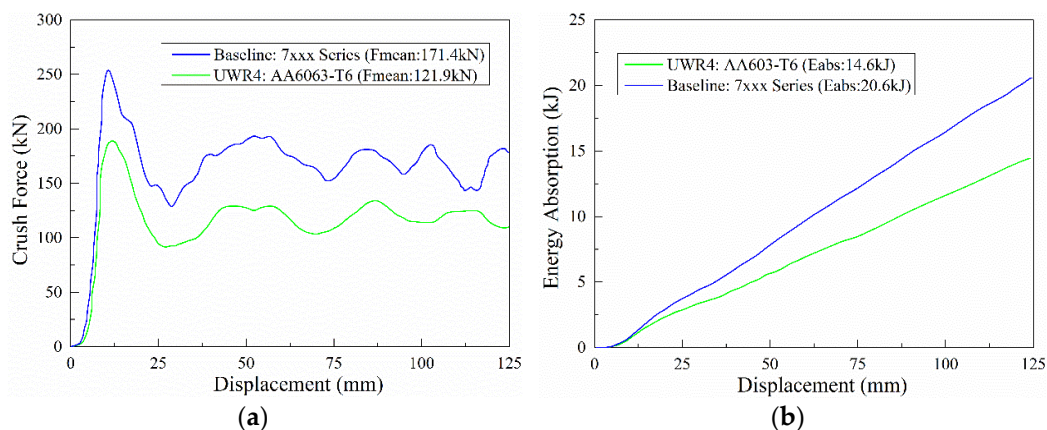 300
250
200
150
100
50
0
Crush Force (kN)
Baseline: 7xxx Series (Fmean:171.4kN)
UWR4: AA6063-T6 (Fmean:121.9kN)
0 25 50 75 100 125
Displacement (mm)
(a)
25
20
15
10
5
0
Energy Absorption (kJ)
UWR4: AA603-T6 (Eabs:14.6kJ)
Baseline: 7xxx Series (Eabs:20.6kJ)
0 25 50 75 100 125
Displacement (mm)
(b)